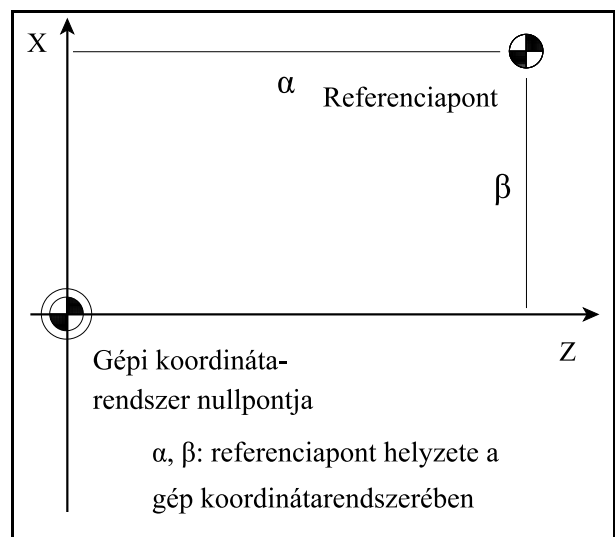 X
α
Referenciapont
β
Z
Gépi koordináta-
rendszer nullpontja
α, β: referenciapont helyzete a
gép koordinátarendszerében